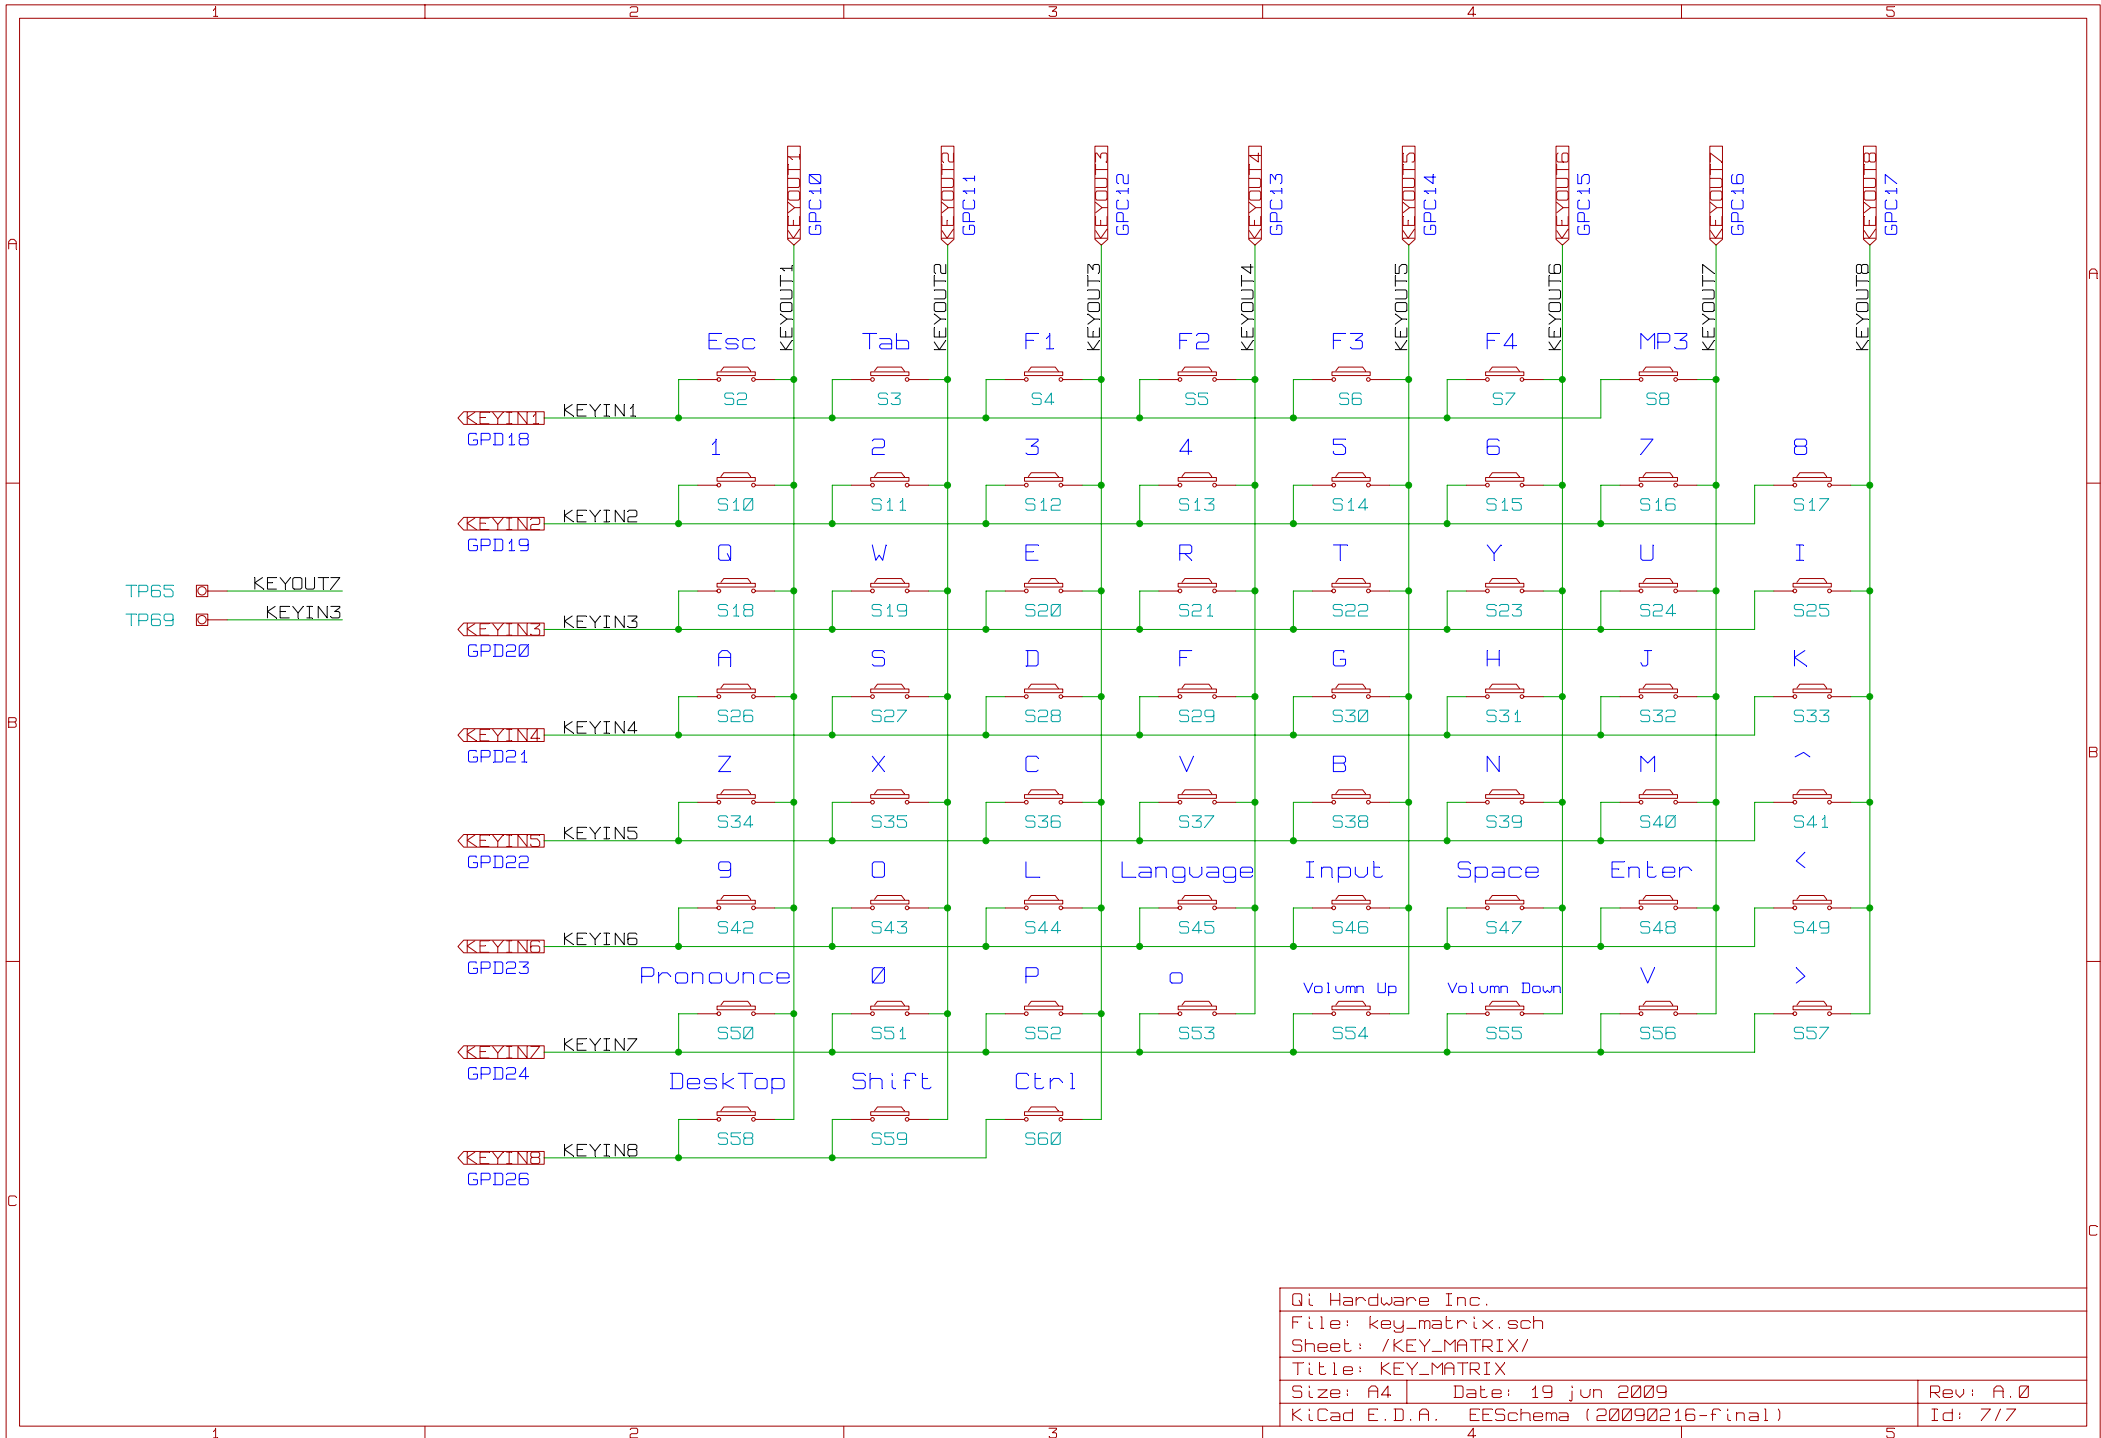 1 2 3 4 5
KEYOUT1 KEYOUT2 KEYOUT3 KEYOUT4 KEYOUT5 KEYOUT6 KEYOUT7 KEYOUT8
GPC10 GPC11 GPC12 GPC13 GPC14 GPC15 GPC16 GPC17
A A
KEYOUT1 KEYOUT2 KEYOUT3 KEYOUT4 KEYOUT5 KEYOUT6 KEYOUT7 KEYOUT8
Esc Tab F1 F2 F3 F4 MP3
S2 S3 S4 S5 S6 S7 S8
KEYIN1 KEYIN1
GPD18
1 2 3 4 5 6 7 8
S10 S11 S12 S13 S14 S15 S16 S17
KEYIN2 KEYIN2
GPD19
Q W E R T Y U I
TP65 KEYOUT7
S18 S19 S20 S21 S22 S23 S24 S25
TP69 KEYIN3
KEYIN3 KEYIN3
GPD20
A S D F G H J K
S26 S27 S28 S29 S30 S31 S32 S33
B B
KEYIN4 KEYIN4
GPD21
Z X C V B N M ^
S34 S35 S36 S37 S38 S39 S40 S41
KEYIN5 KEYIN5
GPD22
9 O L Language Input Space Enter <
S42 S43 S44 S45 S46 S47 S48 S49
KEYIN6 KEYIN6
GPD23
Pronounce 0 P o Volumn Up Volumn Down V >
S50 S51 S52 S53 S54 S55 S56 S57
KEYIN7 KEYIN7
GPD24
DeskTop Shift Ctrl
S58 S59 S60
KEYIN8 KEYIN8
GPD26
C C
Qi Hardware Inc.
File: key_matrix.sch
Sheet: /KEY_MATRIX/
Title: KEY_MATRIX
Size: A4 Date: 19 jun 2009 Rev: A.0
KiCad E.D.A. EESchema (20090216-final) Id: 7/7
1 2 3 4 5